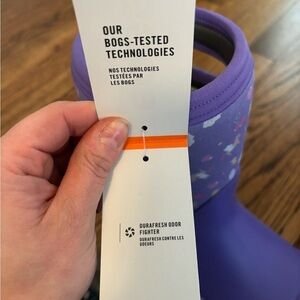 OUR
BOGS-TESTED
TECHNOLOGIES
NOS TECHNOLOGIES
TESTÉES PAR
LES BOGS
DURAFRESH ODOR
FIGHTER
DURAFRESH CONTRE LES
ODEURS